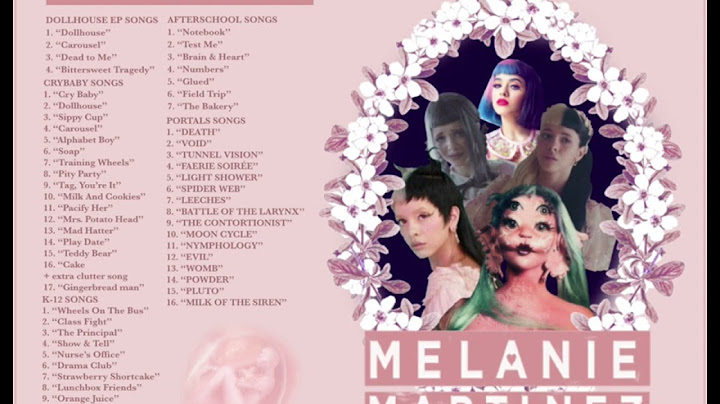 DOLLHOUSE EP SONGS
1. “Dollhouse”
2. “Carousel”
3. “Dead to Me”
4. “Bittersweet Tragedy”
CRYBABY SONGS
1. “Cry Baby”
2. “Dollhouse”
3. “Sippy Cup”
4. “Carousel”
5. “Alphabet Boy”
6. “Soap”
7. “Training Wheels”
8. “Pity Party”
9. “Tag, You’re It”
10. “Milk And Cookies”
11. “Pacify Her”
12. “Mrs. Potato Head”
13. “Mad Hatter”
14. “Play Date”
15. “Teddy Bear”
16. “Cake
+ extra clutter song
17. “Gingerbread man”
K-12 SONGS
1. “Wheels On The Bus”
2. “Class Fight”
3. “The Principal”
4. “Show & Tell”
5. “Nurse’s Office”
6. “Drama Club”
7. “Strawberry Shortcake”
8. “Lunchbox Friends”
9. “Orange Juice”
AFTERSCHOOL SONGS
1. “Notebook”
2. “Test Me”
3. “Brain & Heart”
4. “Numbers”
5. “Glued”
6. “Field Trip”
7. “The Bakery”
PORTALS SONGS
1. “DEATH”
2. “VOID”
3. “TUNNEL VISION”
4. “FAERIE SOIRÉE”
5. “LIGHT SHOWER”
6. “SPIDER WEB”
7. “LEECHES”
8. “BATTLE OF THE LARYNX”
9. “THE CONTORTIONIST”
10. “MOON CYCLE”
11. “NYMPHOLOGY”
12. “EVIL”
13. “WOMB”
14. “POWDER”
15. “PLUTO”
16. “MILK OF THE SIREN”
MELANIE
MARTINEZ